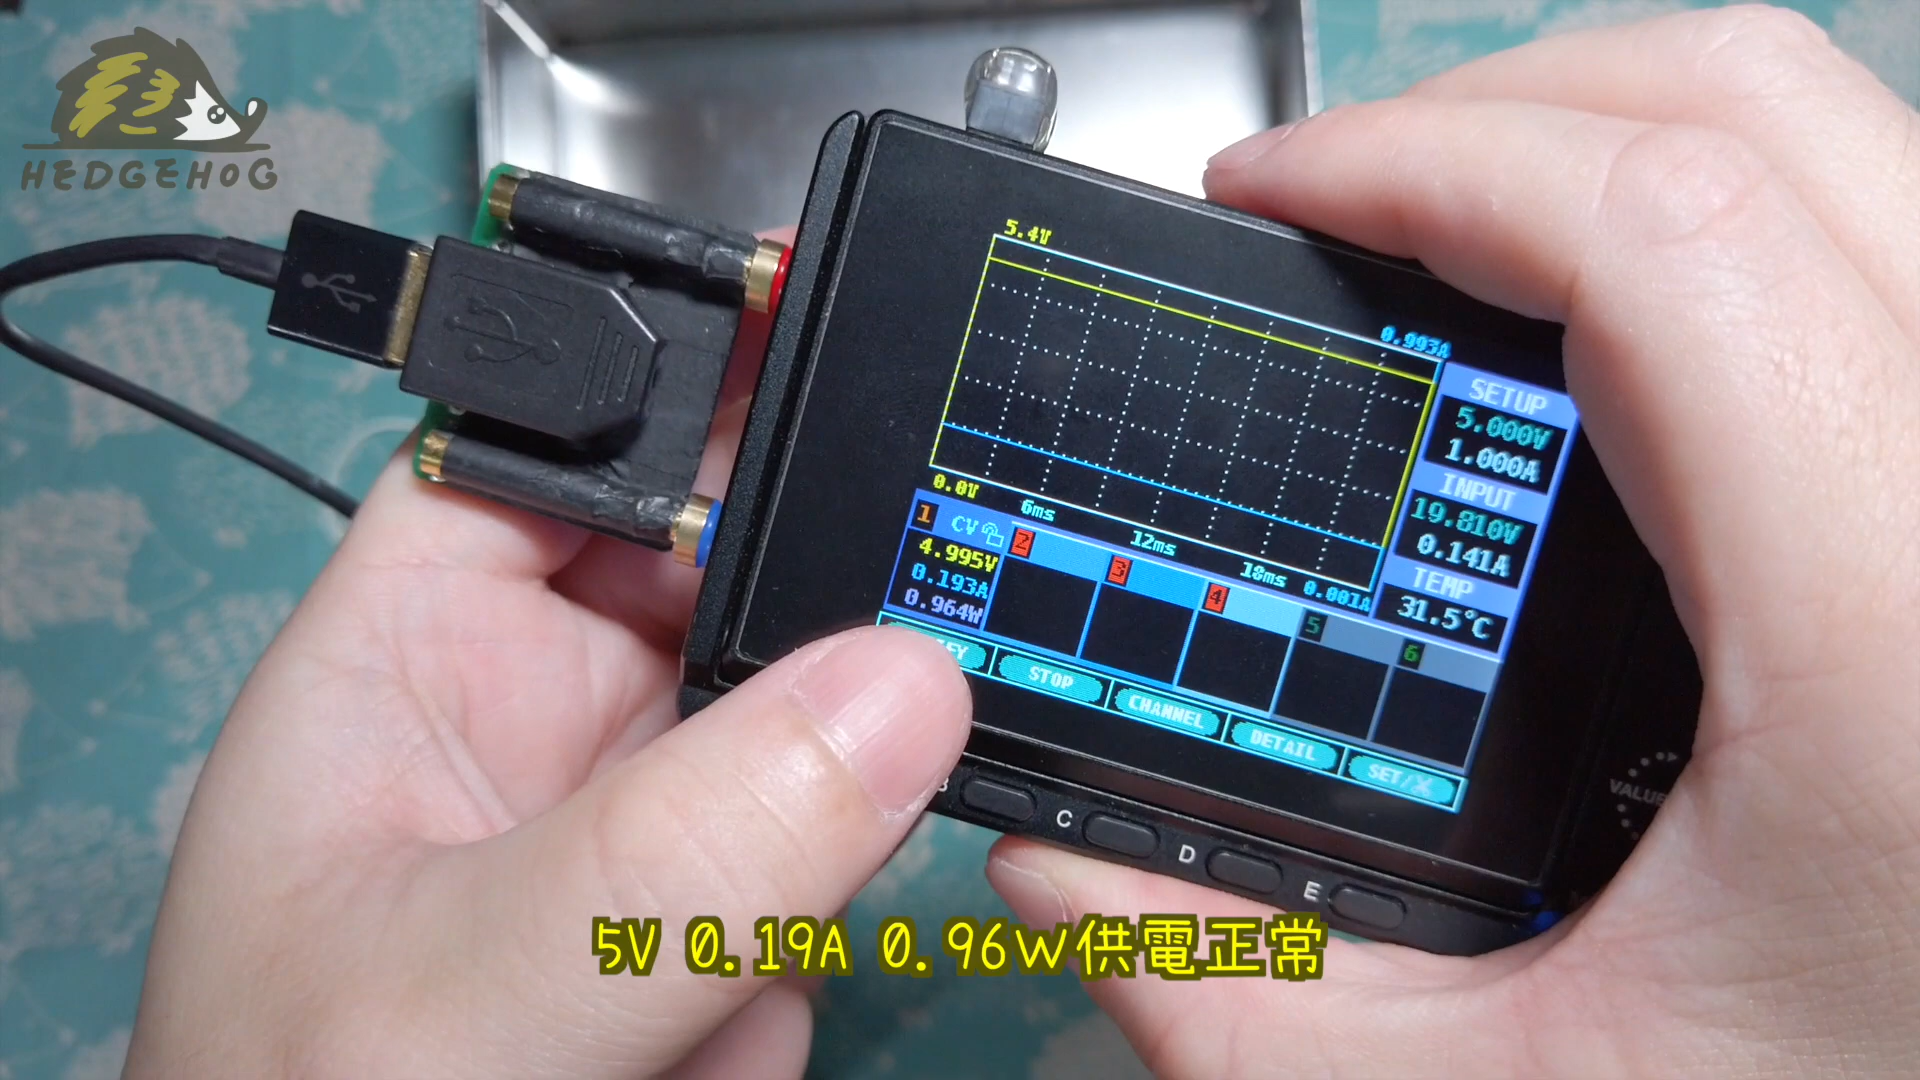 HEDGEHOG
5.4V
0.993A
SETUP
5.000V
1.000A
INPUT
19.810V
0.141A
TEMP
31.5°C
0.0V
6ms
12ms
18ms
0.001A
1 CV
4.995V
0.193A
0.964W
2
3
4
5
6
STOP
CHANNEL
DETAIL
C
D
E
5V 0.19A 0.96W供電正常